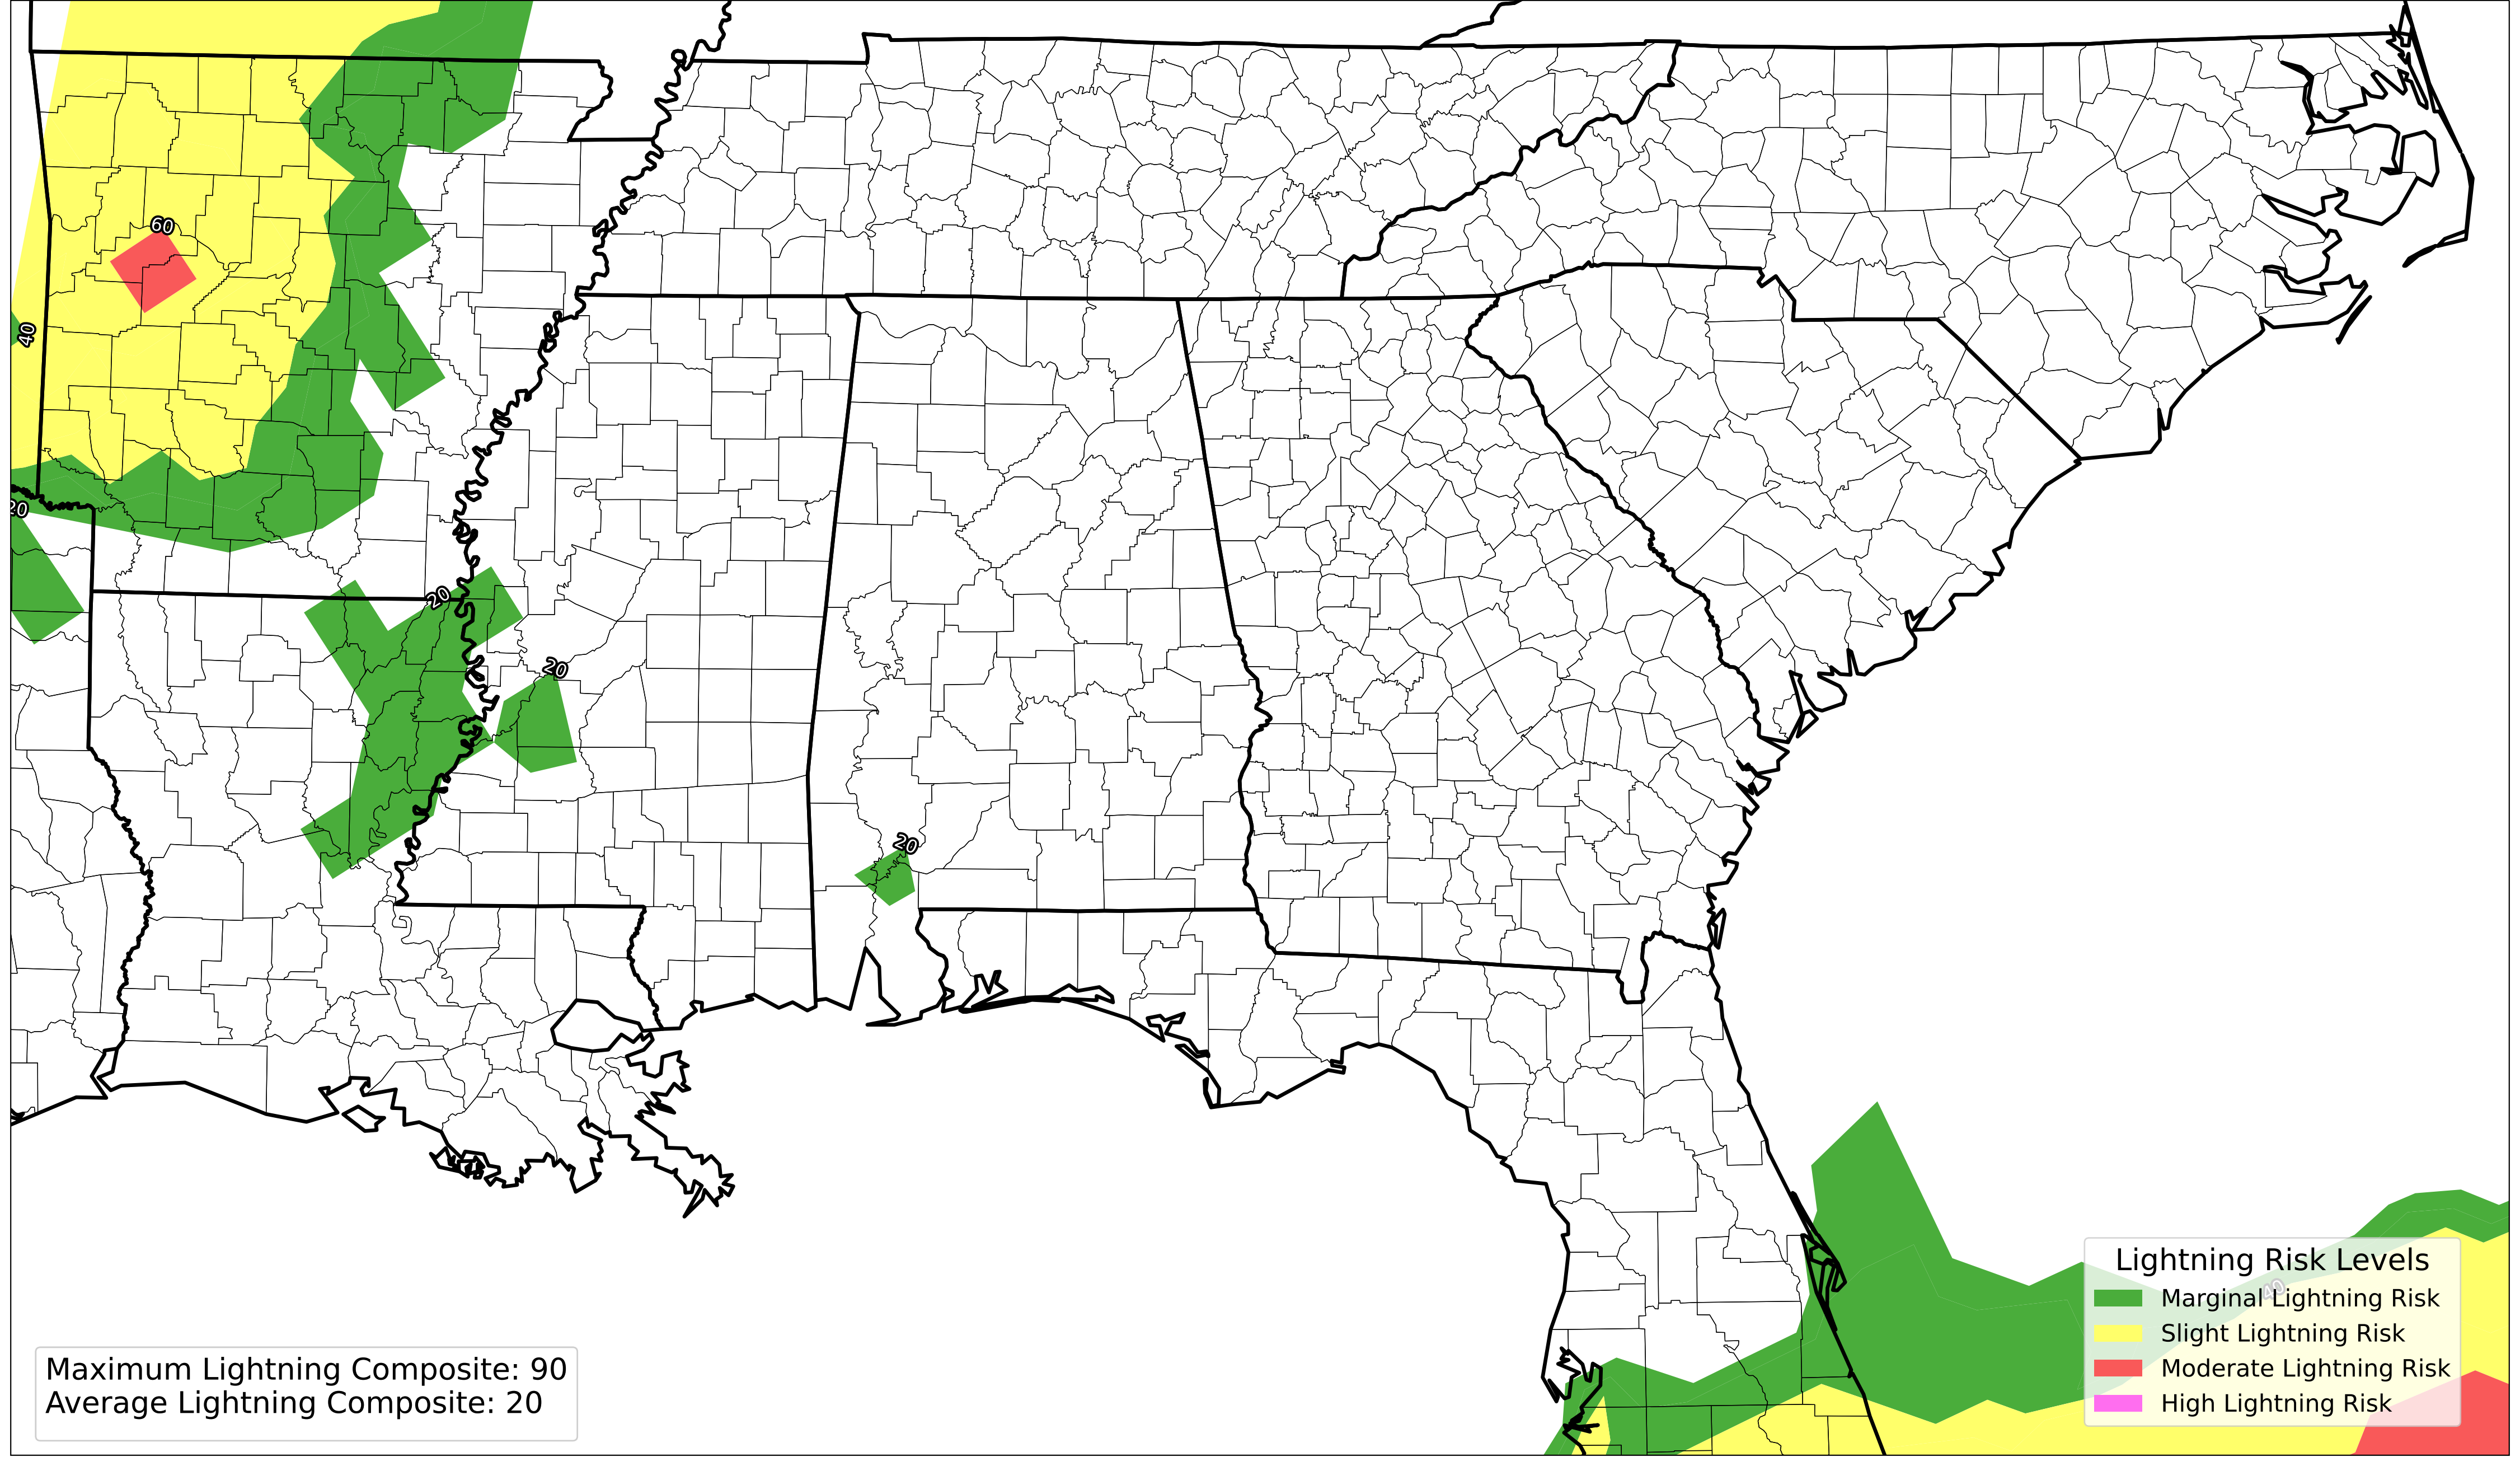 60
40
20
20
20
20
40
Lightning Risk Levels
Marginal Lightning Risk
Slight Lightning Risk
Moderate Lightning Risk
High Lightning Risk
Maximum Lightning Composite: 90
Average Lightning Composite: 20